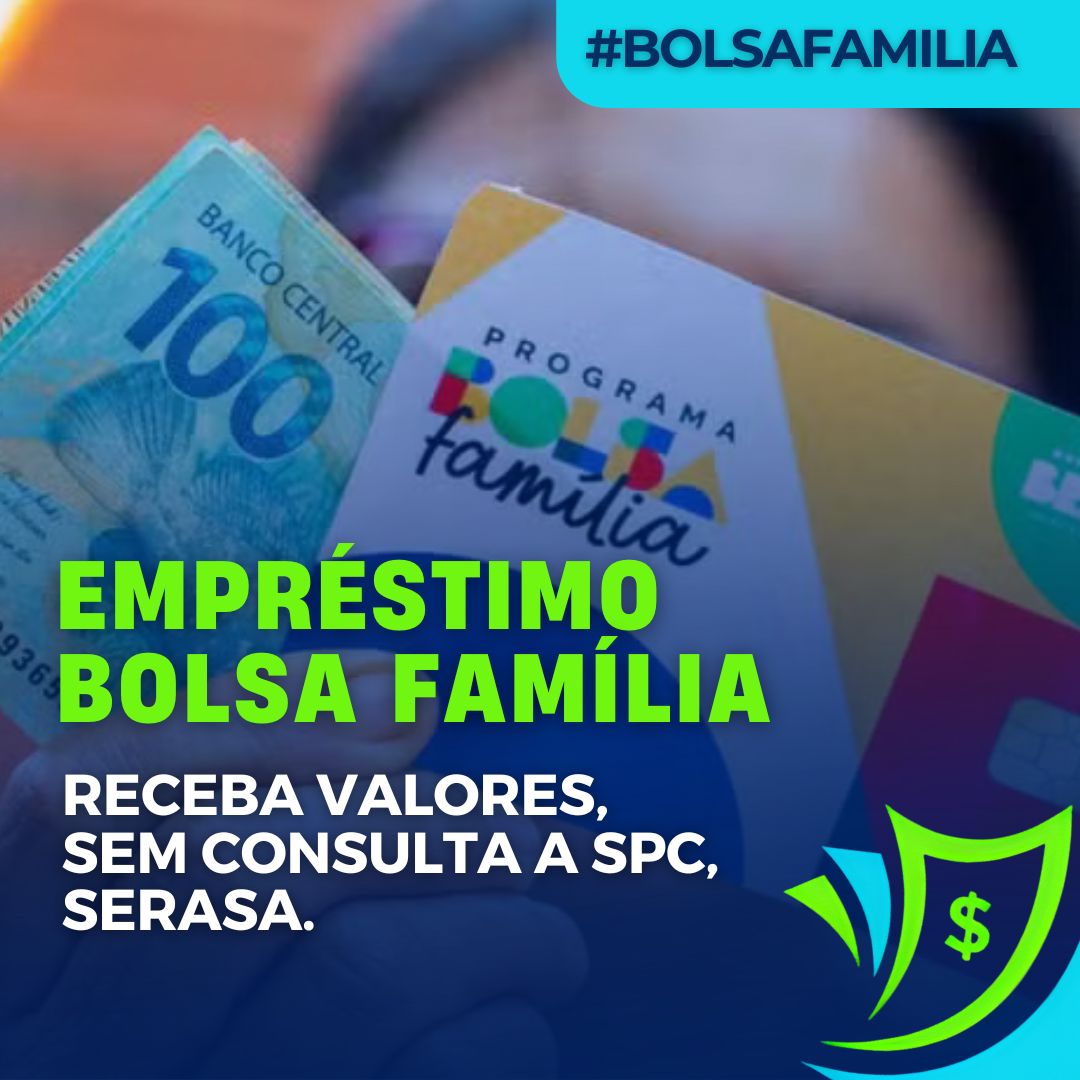 #BOLSAFAMILIA
BANCO CENTRAL
100
PROGRAMA
BOLSA
família
EMPRÉSTIMO
BOLSA FAMÍLIA
RECEBA VALORES,
SEM CONSULTA A SPC,
SERASA.
$